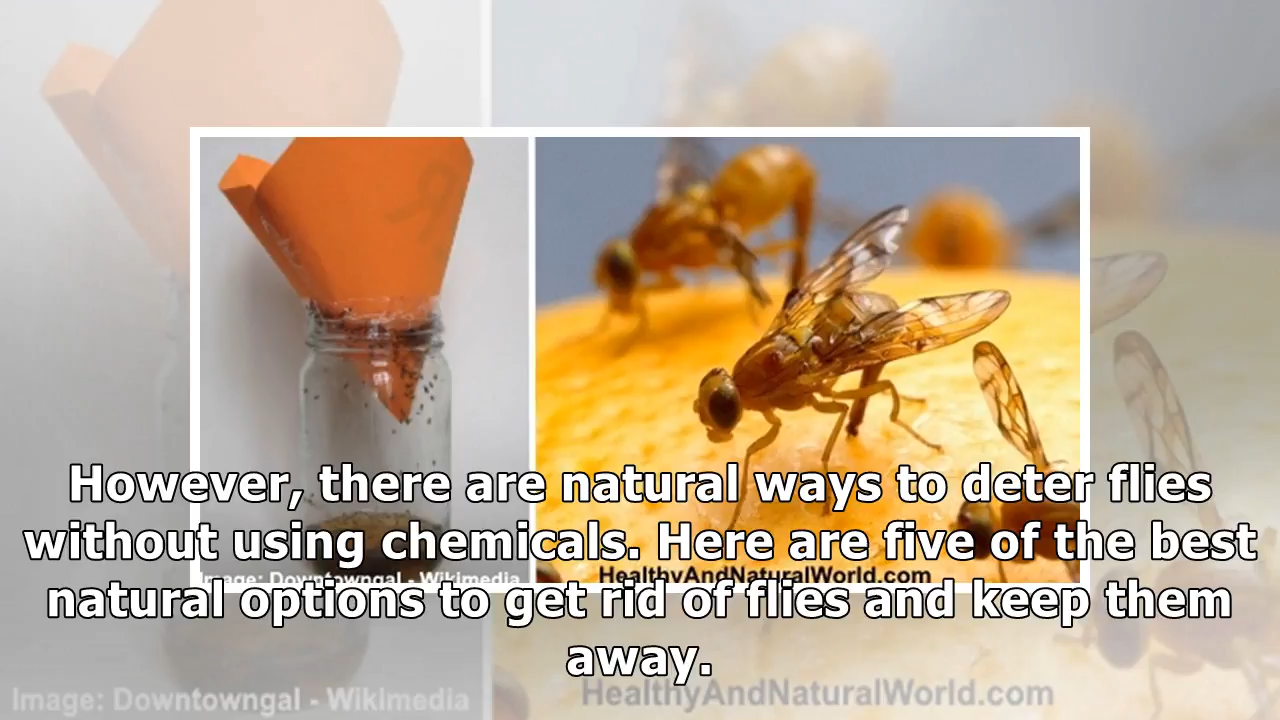 However, there are natural ways to deter flies
without using chemicals. Here are five of the best
natural options to get rid of flies and keep them
away.
Image: Downtowngal - Wikimedia
HealthyAndNaturalWorld.com
Image: Downtowngal - Wikimedia
HealthyAndNaturalWorld.com